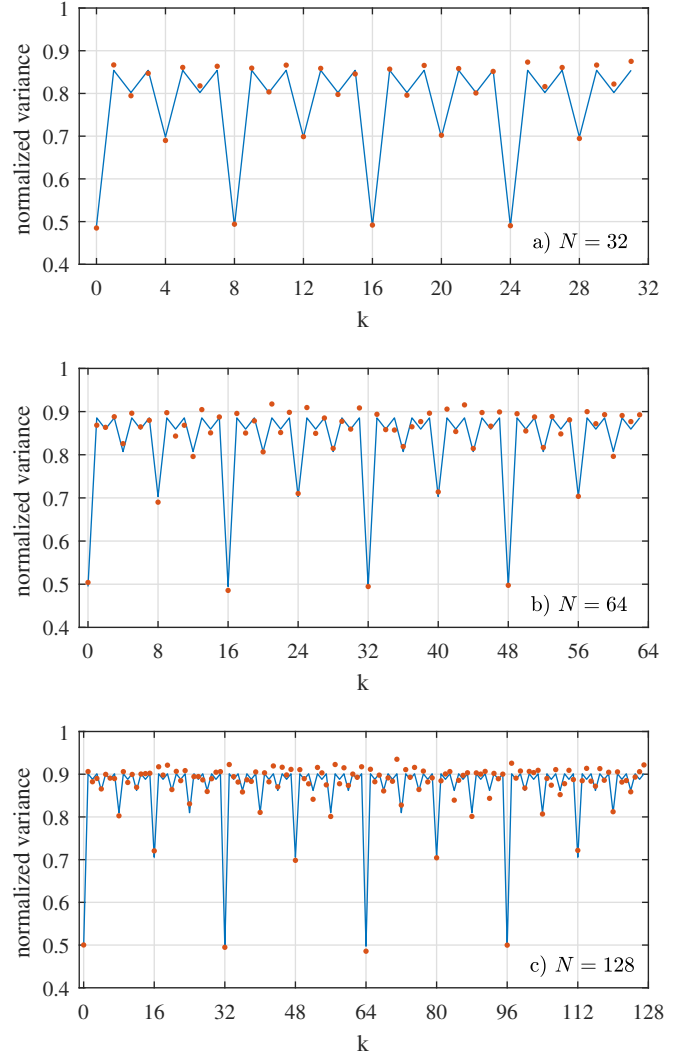 1
0.9
0.8
0.7
0.6
0.5
0.4
normalized variance
a) N = 32
0 4 8 12 16 20 24 28 32
k
1
0.9
0.8
0.7
0.6
0.5
0.4
normalized variance
b) N = 64
0 8 16 24 32 40 48 56 64
k
1
0.9
0.8
0.7
0.6
0.5
0.4
normalized variance
c) N = 128
0 16 32 48 64 80 96 112 128
k